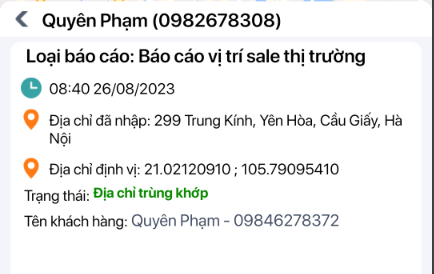 Quyên Phạm (0982678308)
Loại báo cáo: Báo cáo vị trí sale thị trường
08:40 26/08/2023
Địa chỉ đã nhập: 299 Trung Kính, Yên Hòa, Cầu Giấy, Hà
Nội
Địa chỉ định vị: 21.02120910 ; 105.79095410
Trạng thái: Địa chỉ trùng khớp
Tên khách hàng: Quyên Phạm - 09846278372